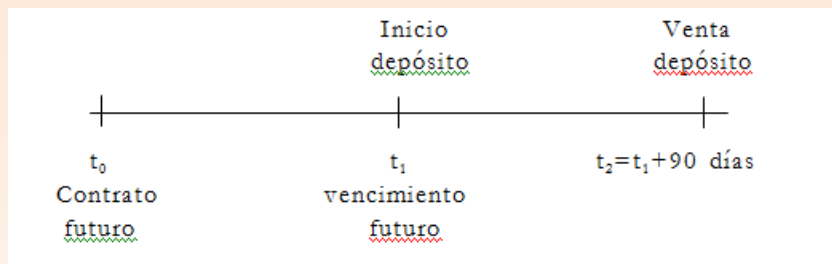 Inicio Venta
depósito depósito
t₀ t₁ t₂=t₁+90 días
Contrato vencimiento
futuro futuro